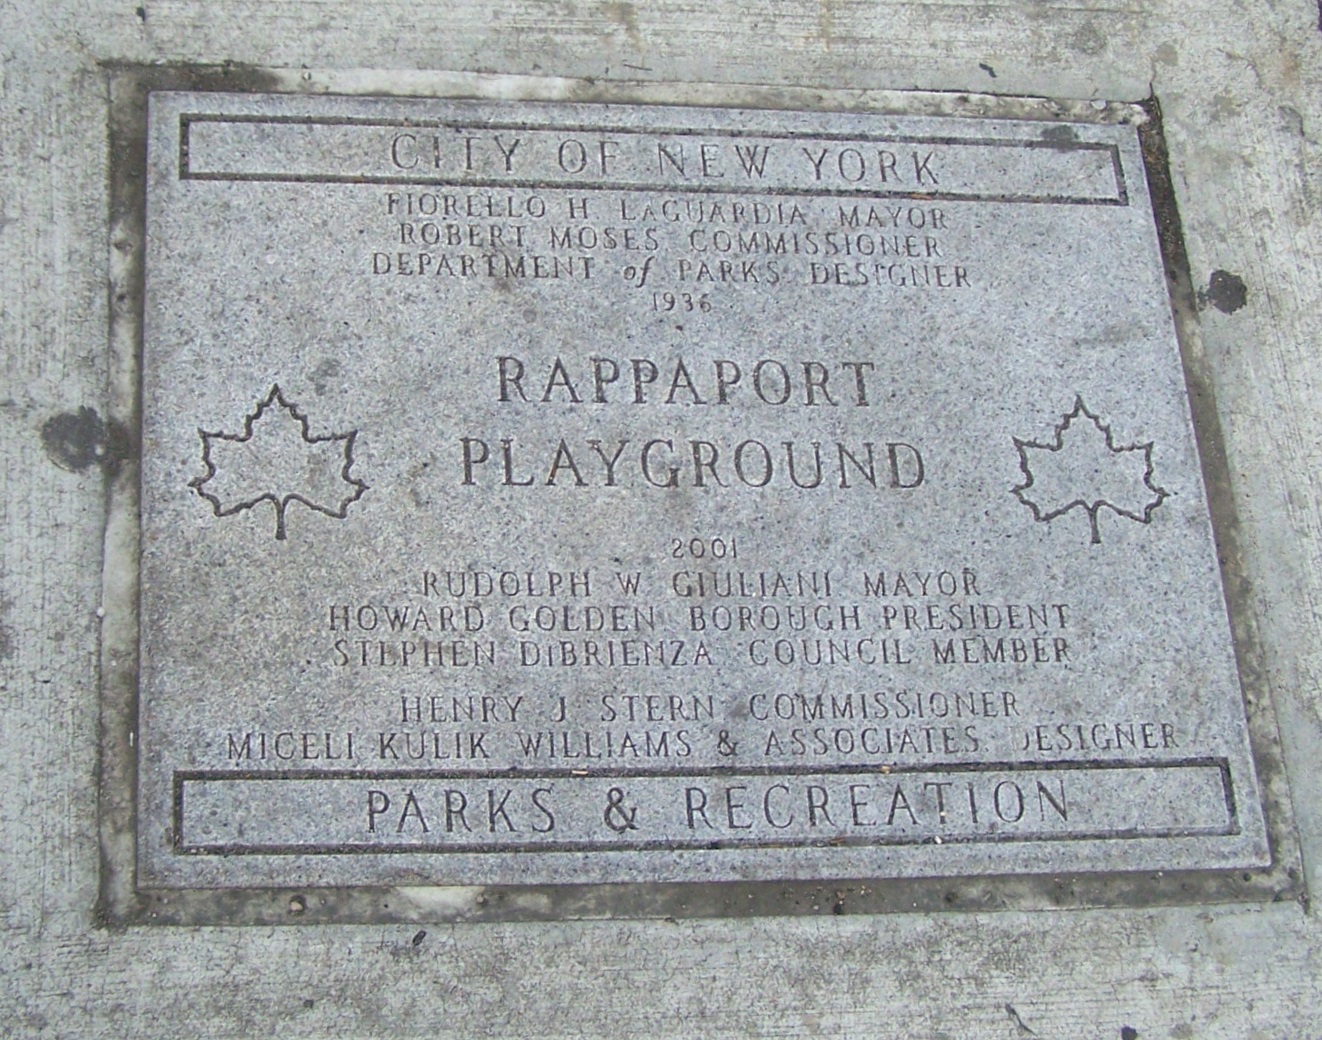 CITY OF NEW YORK
FIORELLO H LAGUARDIA MAYOR
ROBERT MOSES COMMISSIONER
DEPARTMENT of PARKS DESIGNER
1936
RAPPAPORT
PLAYGROUND
2001
RUDOLPH W GIULIANI MAYOR
HOWARD GOLDEN BOROUGH PRESIDENT
STEPHEN DiBRIENZA COUNCIL MEMBER
HENRY J STERN COMMISSIONER
MICELI KULIK WILLIAMS & ASSOCIATES DESIGNER
PARKS & RECREATION